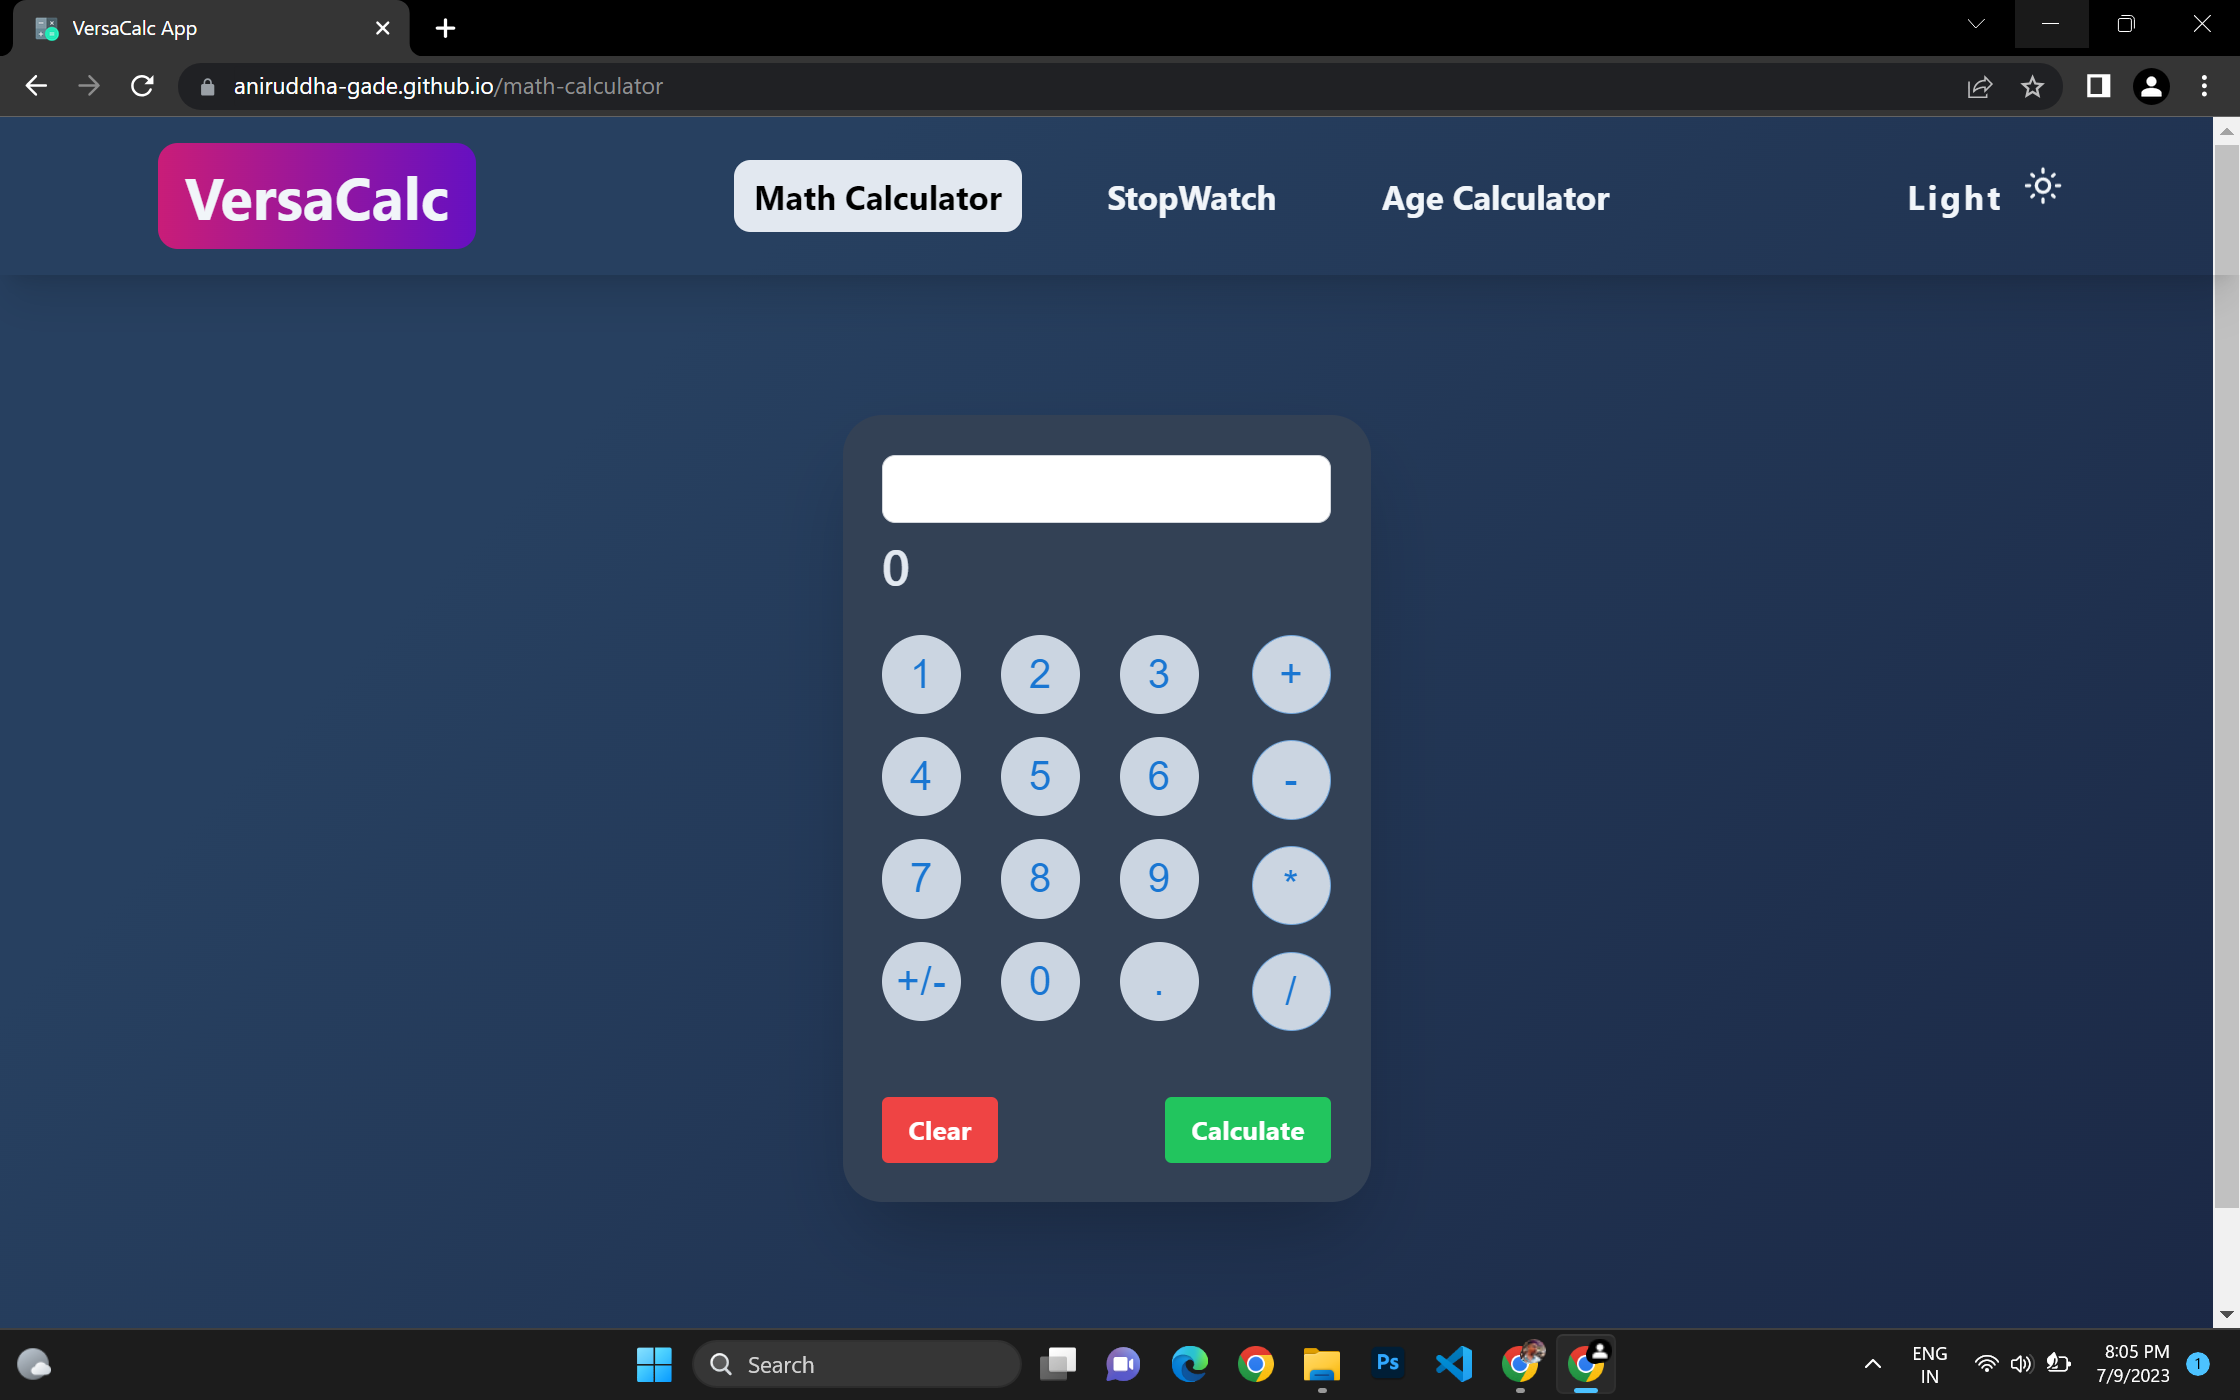 VersaCalc App
aniruddha-gade.github.io/math-calculator
VersaCalc
Math Calculator
StopWatch
Age Calculator
Light
0
1 2 3 +
4 5 6 -
7 8 9 *
+/- 0 . /
Clear
Calculate
Search
Ps
ENG
IN
8:05 PM
7/9/2023
1